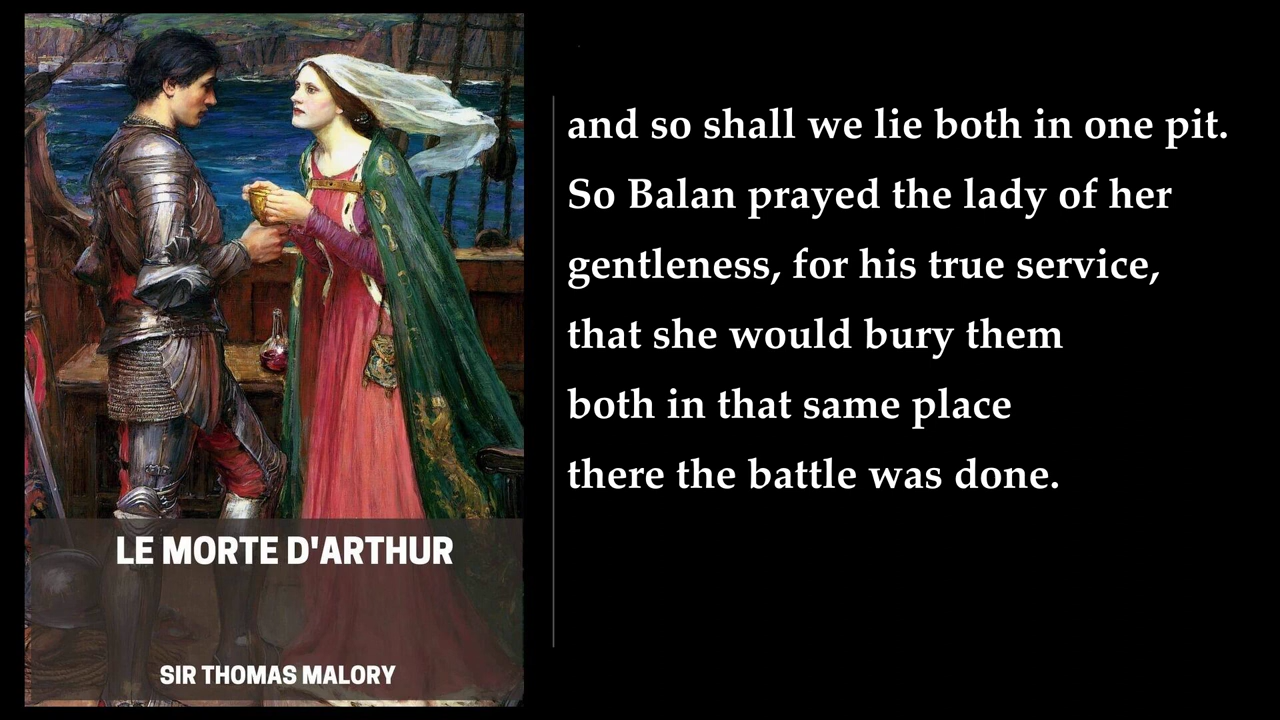 LE MORTE D'ARTHUR
SIR THOMAS MALORY
and so shall we lie both in one pit.
So Balan prayed the lady of her
gentleness, for his true service,
that she would bury them
both in that same place
there the battle was done.